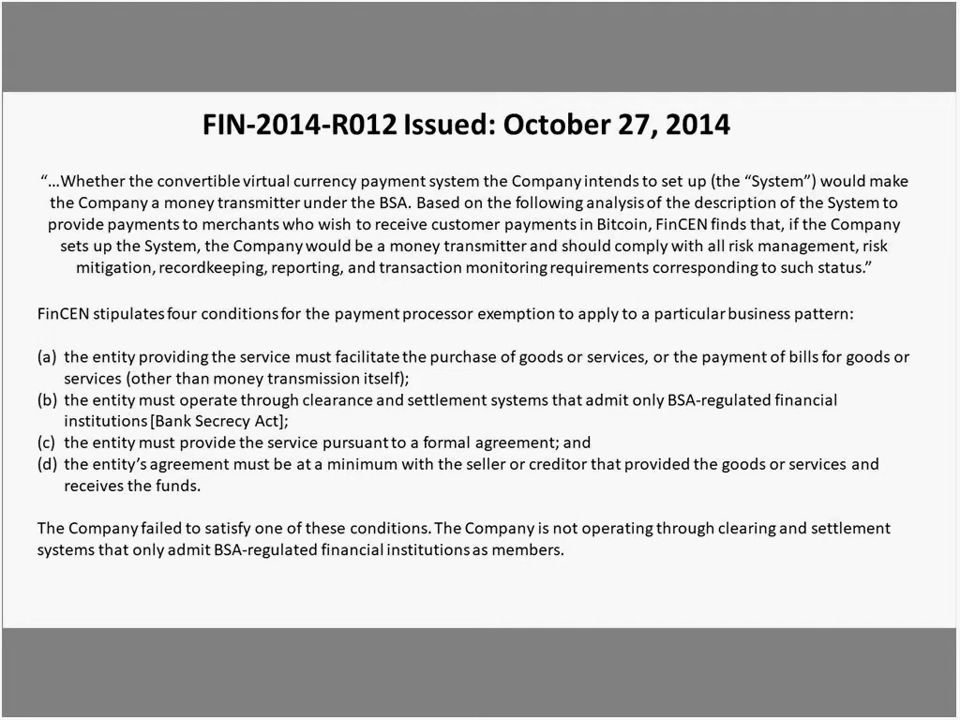 FIN-2014-R012 Issued: October 27, 2014
“…Whether the convertible virtual currency payment system the Company intends to set up (the “System”) would make
the Company a money transmitter under the BSA. Based on the following analysis of the description of the System to
provide payments to merchants who wish to receive customer payments in Bitcoin, FinCEN finds that, if the Company
sets up the System, the Company would be a money transmitter and should comply with all risk management, risk
mitigation, recordkeeping, reporting, and transaction monitoring requirements corresponding to such status.”
FinCEN stipulates four conditions for the payment processor exemption to apply to a particular business pattern:
(a) the entity providing the service must facilitate the purchase of goods or services, or the payment of bills for goods or
services (other than money transmission itself);
(b) the entity must operate through clearance and settlement systems that admit only BSA-regulated financial
institutions [Bank Secrecy Act];
(c) the entity must provide the service pursuant to a formal agreement; and
(d) the entity’s agreement must be at a minimum with the seller or creditor that provided the goods or services and
receives the funds.
The Company failed to satisfy one of these conditions. The Company is not operating through clearing and settlement
systems that only admit BSA-regulated financial institutions as members.